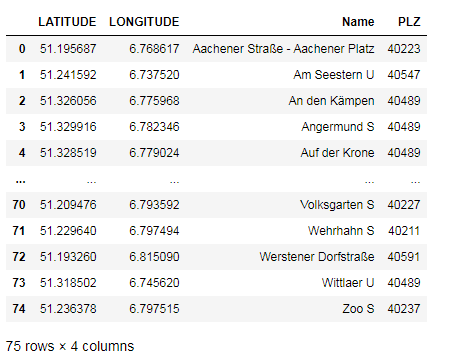 LATITUDE LONGITUDE Name PLZ
0 51.195687 6.768617 Aachener Straße - Aachener Platz 40223
1 51.241592 6.737520 Am Seestern U 40547
2 51.326056 6.775968 An den Kämpen 40489
3 51.329916 6.782346 Angermund S 40489
4 51.328519 6.779024 Auf der Krone 40489
... ... ... ... ...
70 51.209476 6.793592 Volksgarten S 40227
71 51.229640 6.797494 Wehrhahn S 40211
72 51.193260 6.815090 Werstener Dorfstraße 40591
73 51.318502 6.745620 Wittlaer U 40489
74 51.236378 6.797515 Zoo S 40237
75 rows × 4 columns